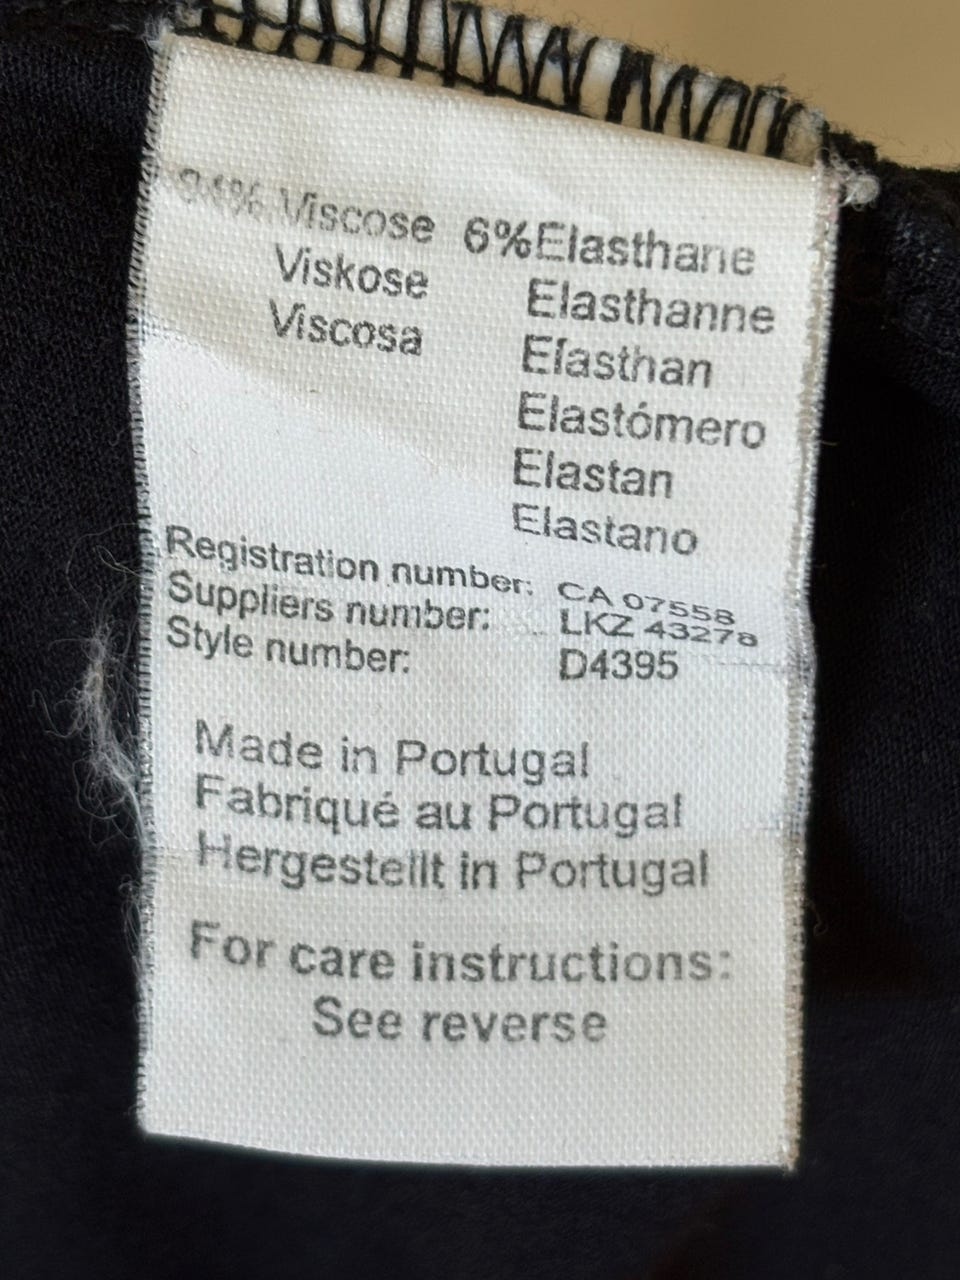 94% Viscose 6%Elasthane
Viskose Elasthanne
Viscosa Elasthan
Elastómero
Elastan
Elastano
Registration number: CA 07558
Suppliers number: LKZ 43278
Style number: D4395
Made in Portugal
Fabriqué au Portugal
Hergestellt in Portugal
For care instructions:
See reverse